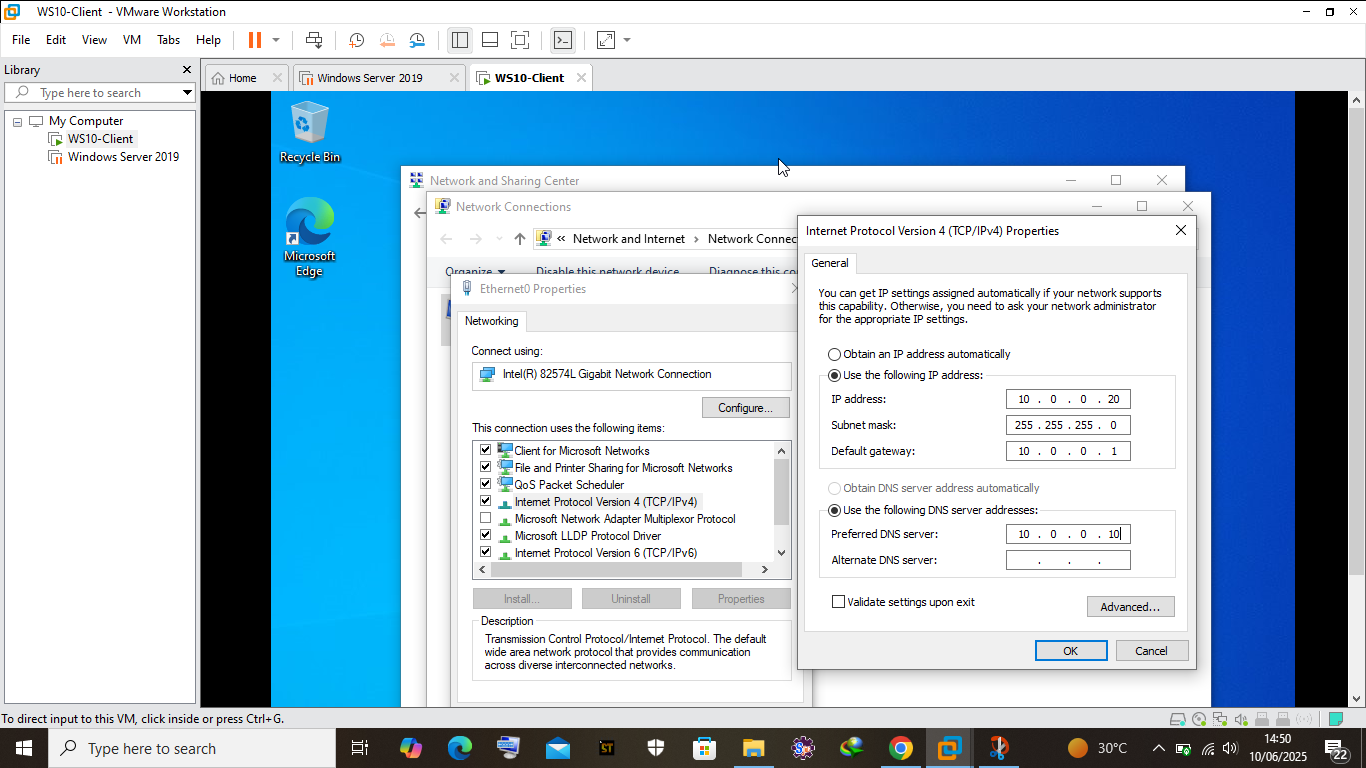 WS10-Client - VMware Workstation
File Edit View VM Tabs Help
Library
Type here to search
My Computer
WS10-Client
Windows Server 2019
Home
Windows Server 2019
WS10-Client
Recycle Bin
Microsoft
Edge
Network and Sharing Center
Network Connections
« Network and Internet > Network Connec
Organize Disable this network device Diagnose this co
Ethernet0 Properties
Networking
Connect using:
Intel(R) 82574L Gigabit Network Connection
Configure...
This connection uses the following items:
Client for Microsoft Networks
File and Printer Sharing for Microsoft Networks
QoS Packet Scheduler
Internet Protocol Version 4 (TCP/IPv4)
Microsoft Network Adapter Multiplexor Protocol
Microsoft LLDP Protocol Driver
Internet Protocol Version 6 (TCP/IPv6)
Install... Uninstall Properties
Description
Transmission Control Protocol/Internet Protocol. The default
wide area network protocol that provides communication
across diverse interconnected networks.
Internet Protocol Version 4 (TCP/IPv4) Properties
General
You can get IP settings assigned automatically if your network supports
this capability. Otherwise, you need to ask your network administrator
for the appropriate IP settings.
Obtain an IP address automatically
Use the following IP address:
IP address: 10 . 0 . 0 . 20
Subnet mask: 255 . 255 . 255 . 0
Default gateway: 10 . 0 . 0 . 1
Obtain DNS server address automatically
Use the following DNS server addresses:
Preferred DNS server: 10 . 0 . 0 . 10
Alternate DNS server: . . .
Validate settings upon exit
Advanced...
OK Cancel
To direct input to this VM, click inside or press Ctrl+G.
Type here to search
ST
30°C
14:50
10/06/2025
22